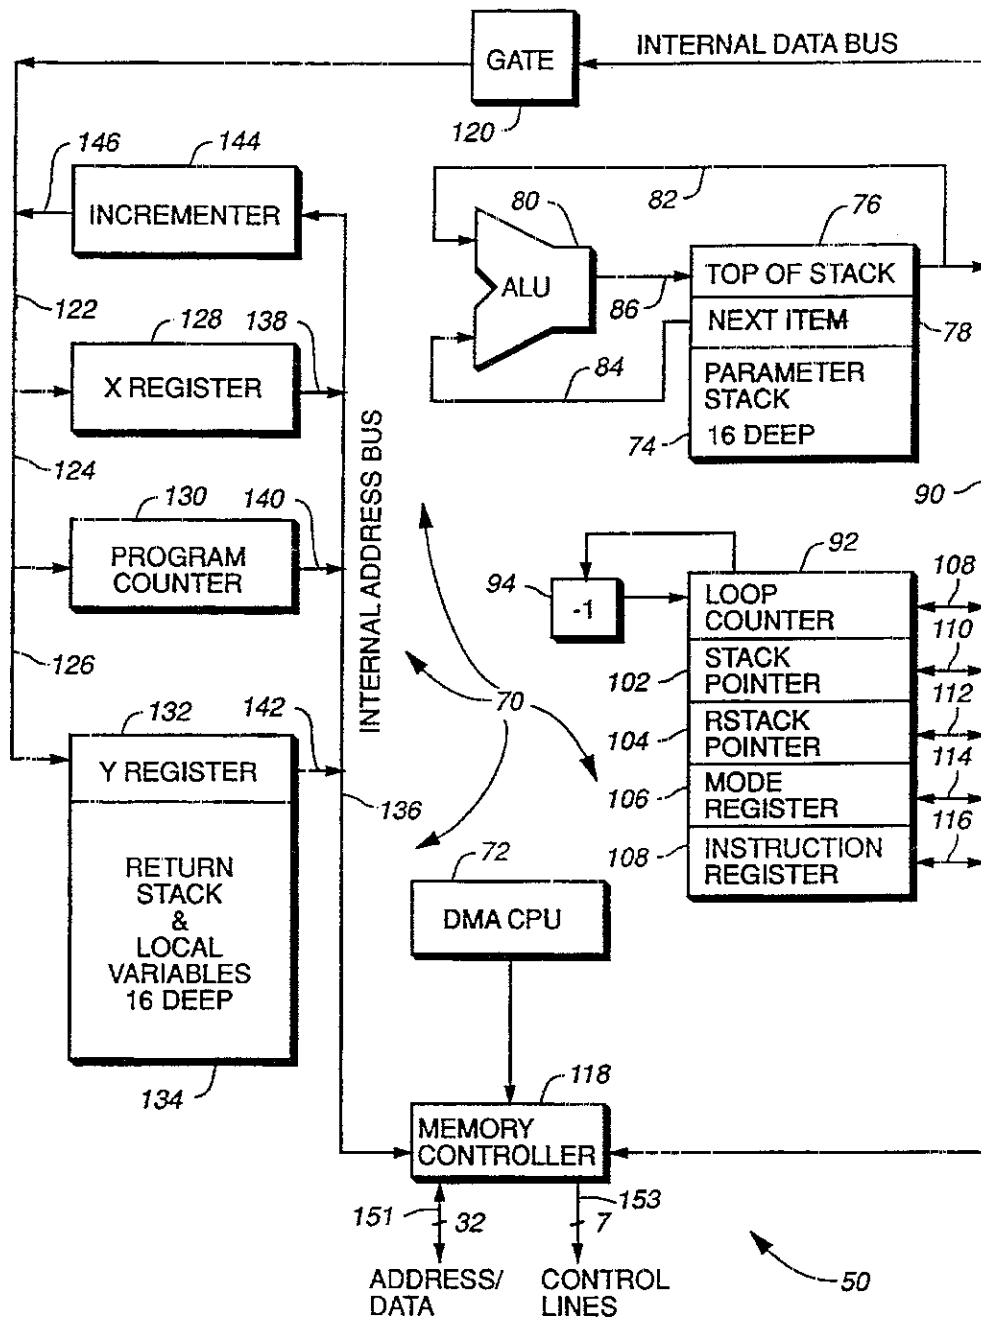 GATE
INTERNAL DATA BUS
120
146
144
INCREMENTER
82
80
76
ALU
TOP OF STACK
86
NEXT ITEM
78
84
PARAMETER
STACK
16 DEEP
74
122
128
138
X REGISTER
INTERNAL ADDRESS BUS
124
130
140
PROGRAM
COUNTER
90
92
94
-1
LOOP
COUNTER
108
110
126
102
STACK
POINTER
112
70
104
RSTACK
POINTER
114
132
142
Y REGISTER
106
MODE
REGISTER
116
136
108
INSTRUCTION
REGISTER
72
DMA CPU
RETURN
STACK
&
LOCAL
VARIABLES
16 DEEP
134
118
MEMORY
CONTROLLER
151
32
153
7
ADDRESS/
DATA
CONTROL
LINES
50